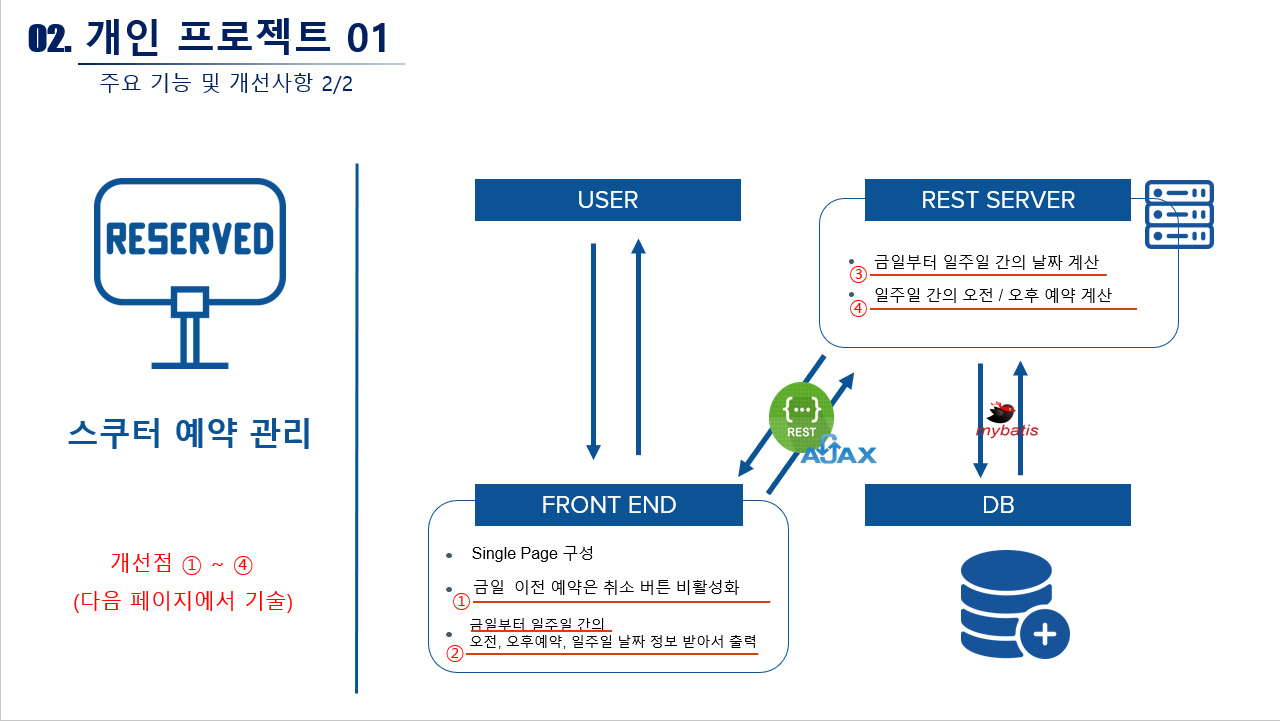 02. 개인 프로젝트 01
주요 기능 및 개선사항 2/2
RESERVED
스쿠터 예약 관리
개선점 ① ~ ④
(다음 페이지에서 기술)
USER
REST SERVER
• 금일부터 일주일 간의 날짜 계산
③
• 일주일 간의 오전 / 오후 예약 계산
④
{···}
REST
AJAX
mybatis
FRONT END
• Single Page 구성
• 금일 이전 예약은 취소 버튼 비활성화
①
• 금일부터 일주일 간의
오전, 오후예약, 일주일 날짜 정보 받아서 출력
②
DB